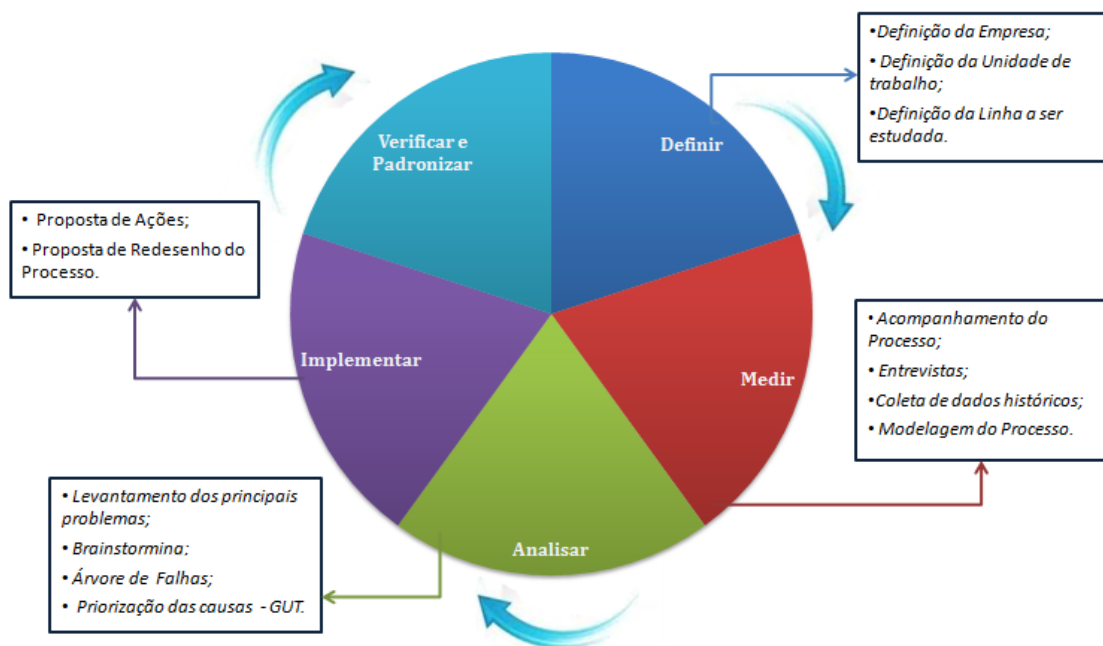 •Definição da Empresa;
• Definição da Unidade de
trabalho;
•Definição da Linha a ser
estudada.
Verificar e
Padronizar
Definir
• Proposta de Ações;
• Proposta de Redesenho do
Processo.
Implementar
Medir
• Acompanhamento do
Processo;
• Entrevistas;
•Coleta de dados históricos;
• Modelagem do Processo.
• Levantamento dos principais
problemas;
• Brainstormina;
• Árvore de Falhas;
• Priorização das causas - GUT.
Analisar